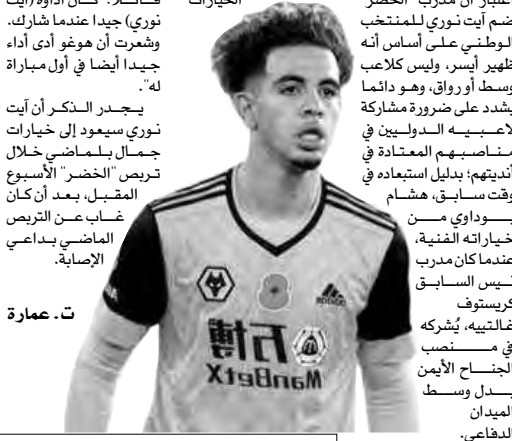 اعتبار أن مدرب "الخضر"
ضم آيت نوري للمنتخب
الوطني على أساس أنه
ظهير أيسر، وليس كلاعب
وسط أو رواق، وهو دائما
يشدد على ضرورة مشاركة
لاعبيه الدوليين في
مناصبهم المعتادة في
أنديتهم؛ بدليل استبعاده في
وقت سابق، هشام
بوداوي من
خياراته الفنية،
عندما كان مدرب
نيس السابق
كريستوف
غالتييه، يُشركه
في منصب
الجناح الأيمن
بدل وسط
الميدان
الدفاعي.
الخيارات
قائلا: "كان أداؤه (آيت
نوري) جيدا عندما شارك.
وشعرت أن هوغو أدى أداء
جيدا أيضا في أول مباراة
له".
يجدر الذكر أن آيت
نوري سيعود إلى خيارات
جمال بلماضي خلال
تربص "الخضر" الأسبوع
المقبل، بعد أن كان
غاب عن التربص
الماضي بداعي
الإصابة.
ت. عمارة
adidas
万博
ManBetX